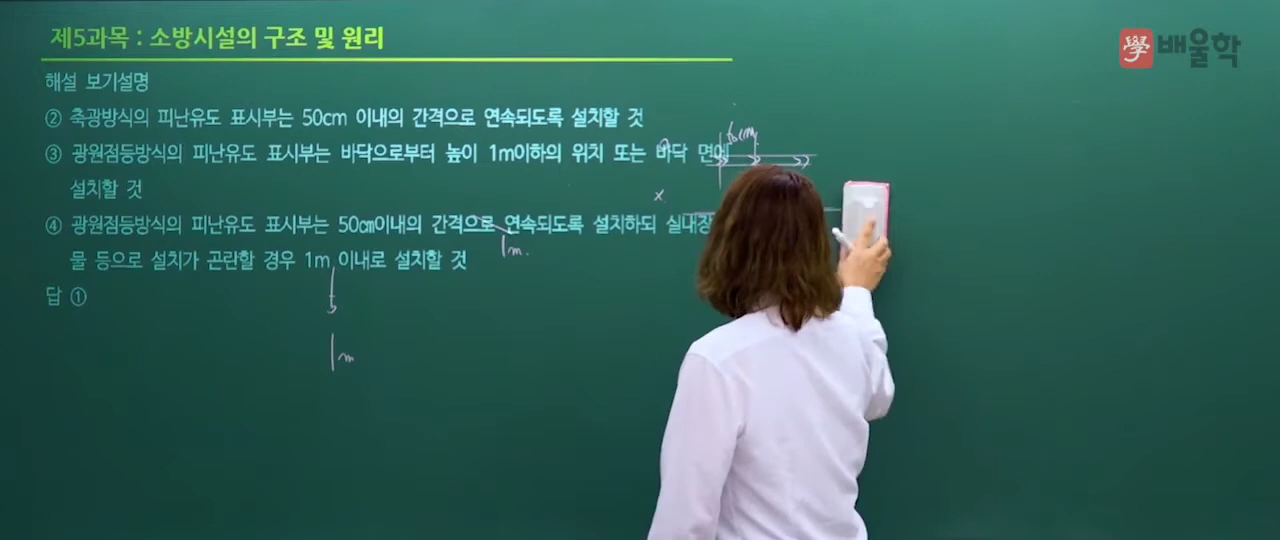 제5과목 : 소방시설의 구조 및 원리
學 배울학
해설 보기설명
② 축광방식의 피난유도 표시부는 50cm 이내의 간격으로 연속되도록 설치할 것
③ 광원점등방식의 피난유도 표시부는 바닥으로부터 높이 1m이하의 위치 또는 바닥 면에
설치할 것
④ 광원점등방식의 피난유도 표시부는 50㎝이내의 간격으로 연속되도록 설치하되 실내장
물 등으로 설치가 곤란할 경우 1m 이내로 설치할 것
답 ①
1m.
1m